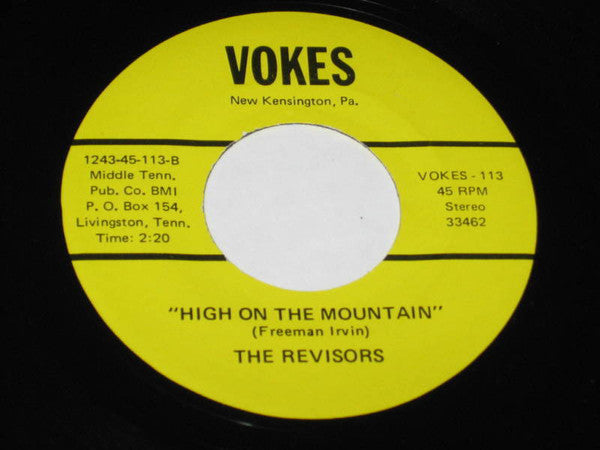 VOKES
New Kensington, Pa.
1243-45-113-B
Middle Tenn.
Pub. Co. BMI
P. O. Box 154,
Livingston, Tenn.
Time: 2:20
VOKES - 113
45 RPM
Stereo
33462
"HIGH ON THE MOUNTAIN"
(Freeman Irvin)
THE REVISORS